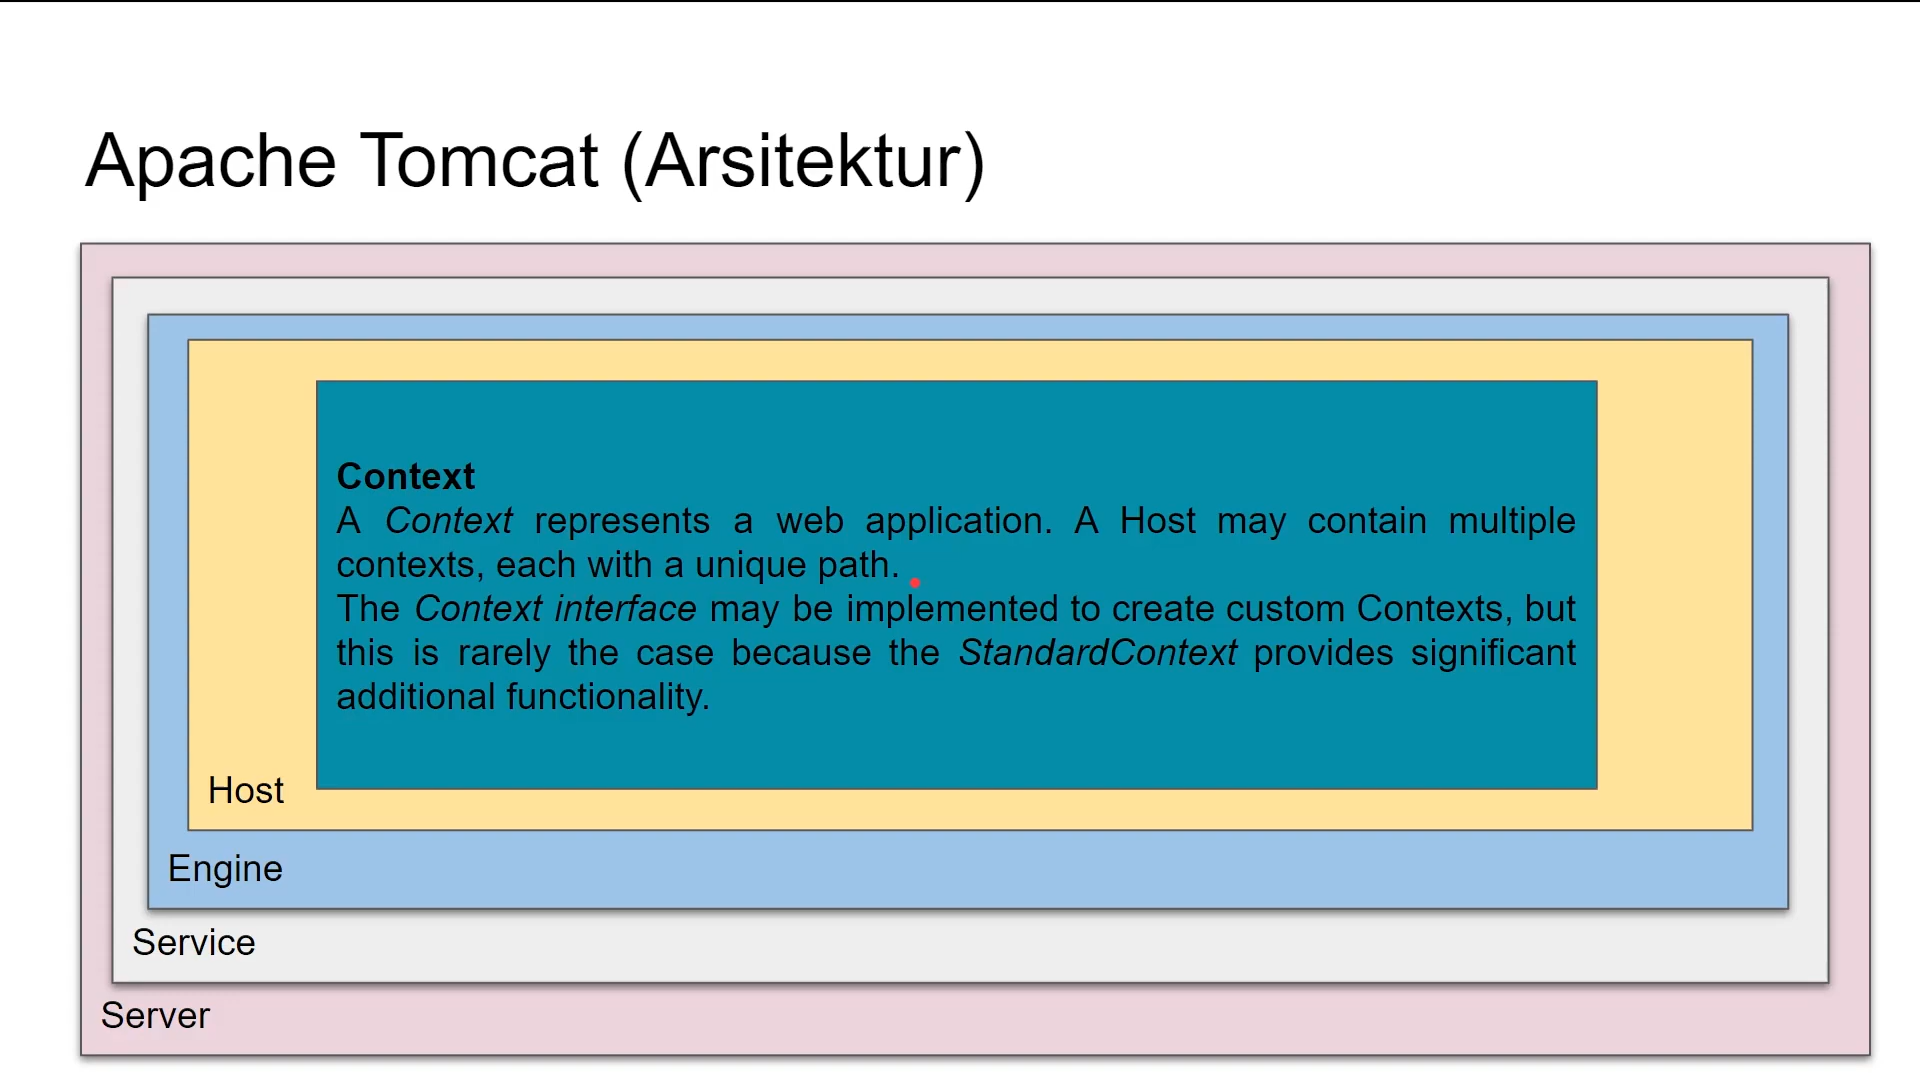 Apache Tomcat (Arsitektur)
Context
A Context represents a web application. A Host may contain multiple
contexts, each with a unique path.
The Context interface may be implemented to create custom Contexts, but
this is rarely the case because the StandardContext provides significant
additional functionality.
Host
Engine
Service
Server